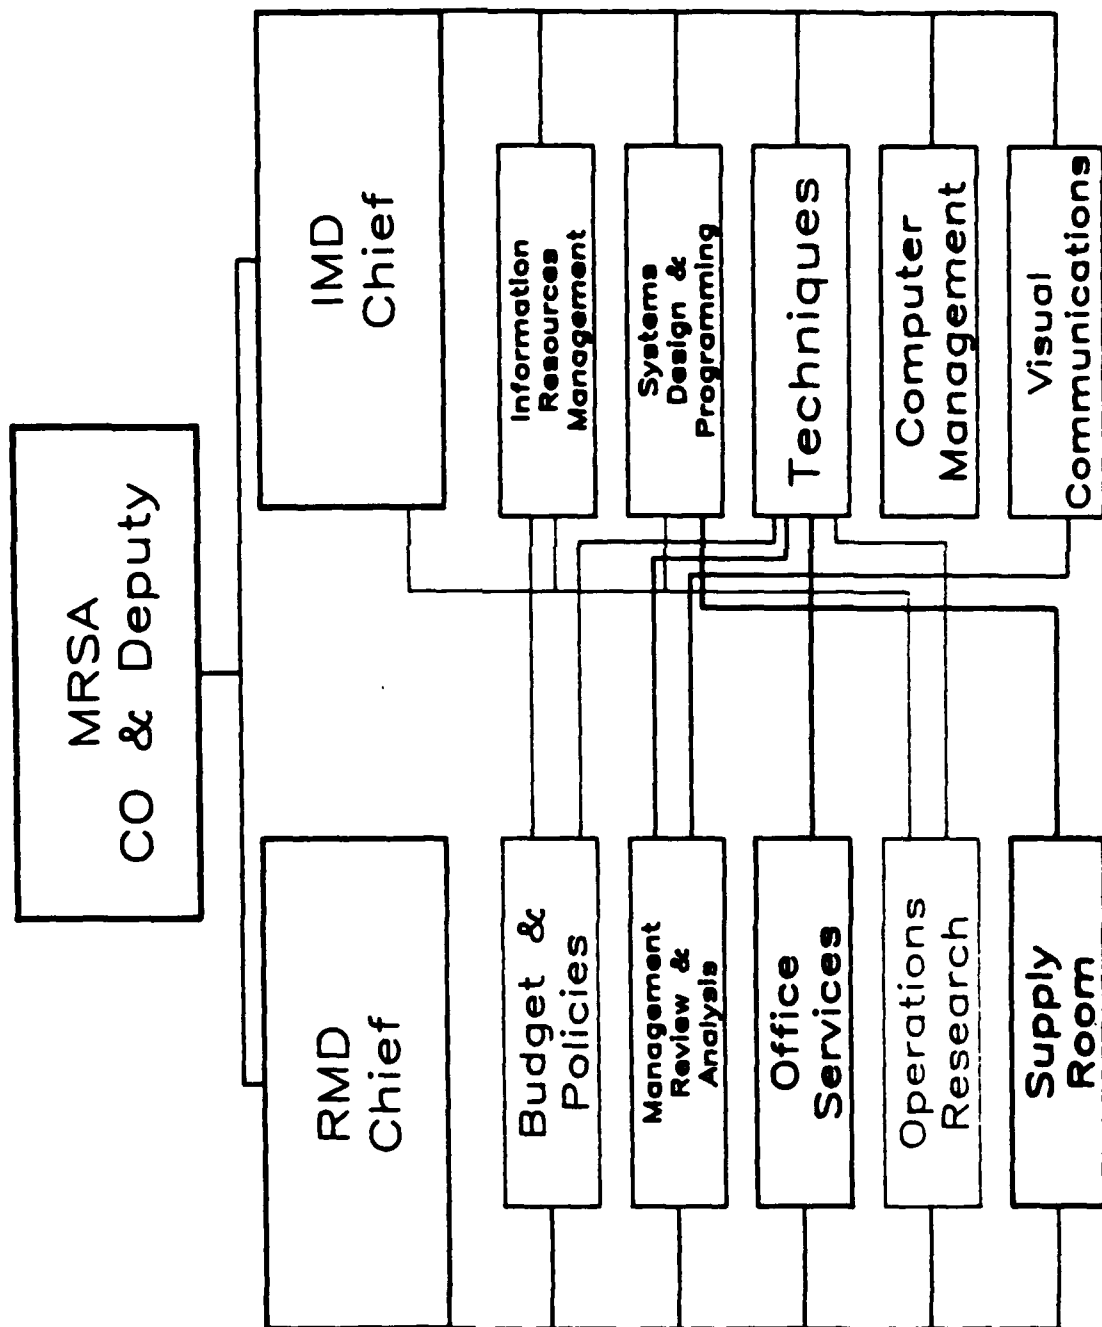 MRSA
CO & Deputy
RMD
Chief
IMD
Chief
Budget &
Policies
Management
Review &
Analysis
Office
Services
Operations
Research
Supply
Room
Information
Resources
Management
Systems
Design &
Programming
Techniques
Computer
Management
Visual
Communications